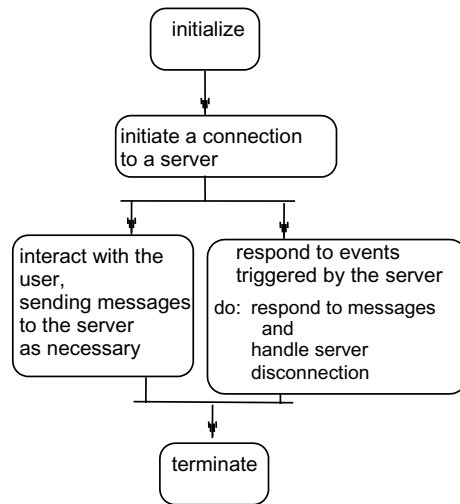 initialize
initiate a connection
to a server
interact with the
user,
sending messages
to the server
as necessary
respond to events
triggered by the server
do: respond to messages
and
handle server
disconnection
terminate